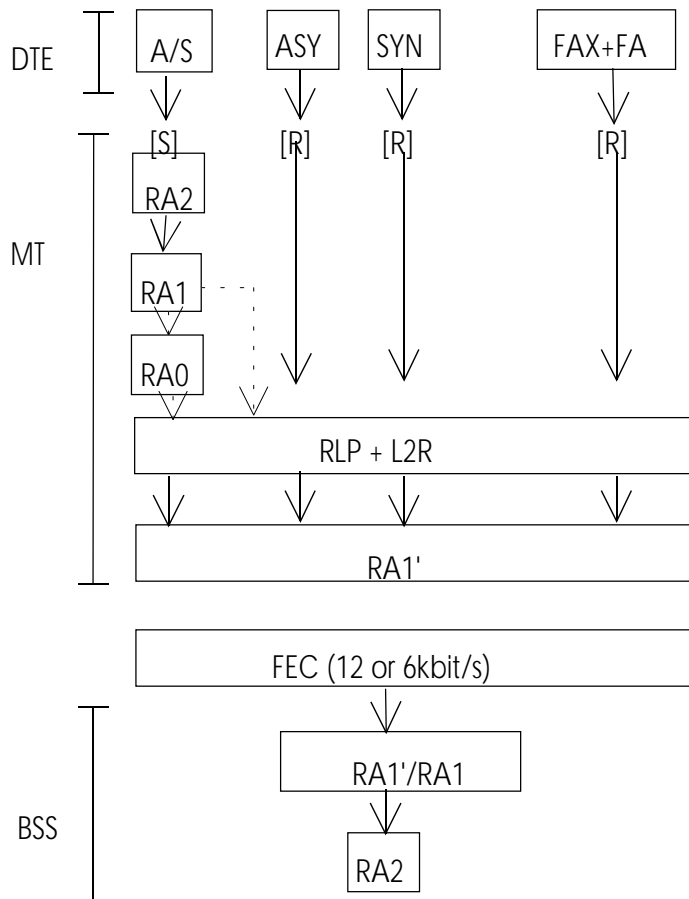 DTE
A/S
ASY
SYN
FAX+FA
[S]
[R]
[R]
[R]
MT
RA2
RA1
RA0
RLP + L2R
RA1'
FEC (12 or 6kbit/s)
RA1'/RA1
BSS
RA2